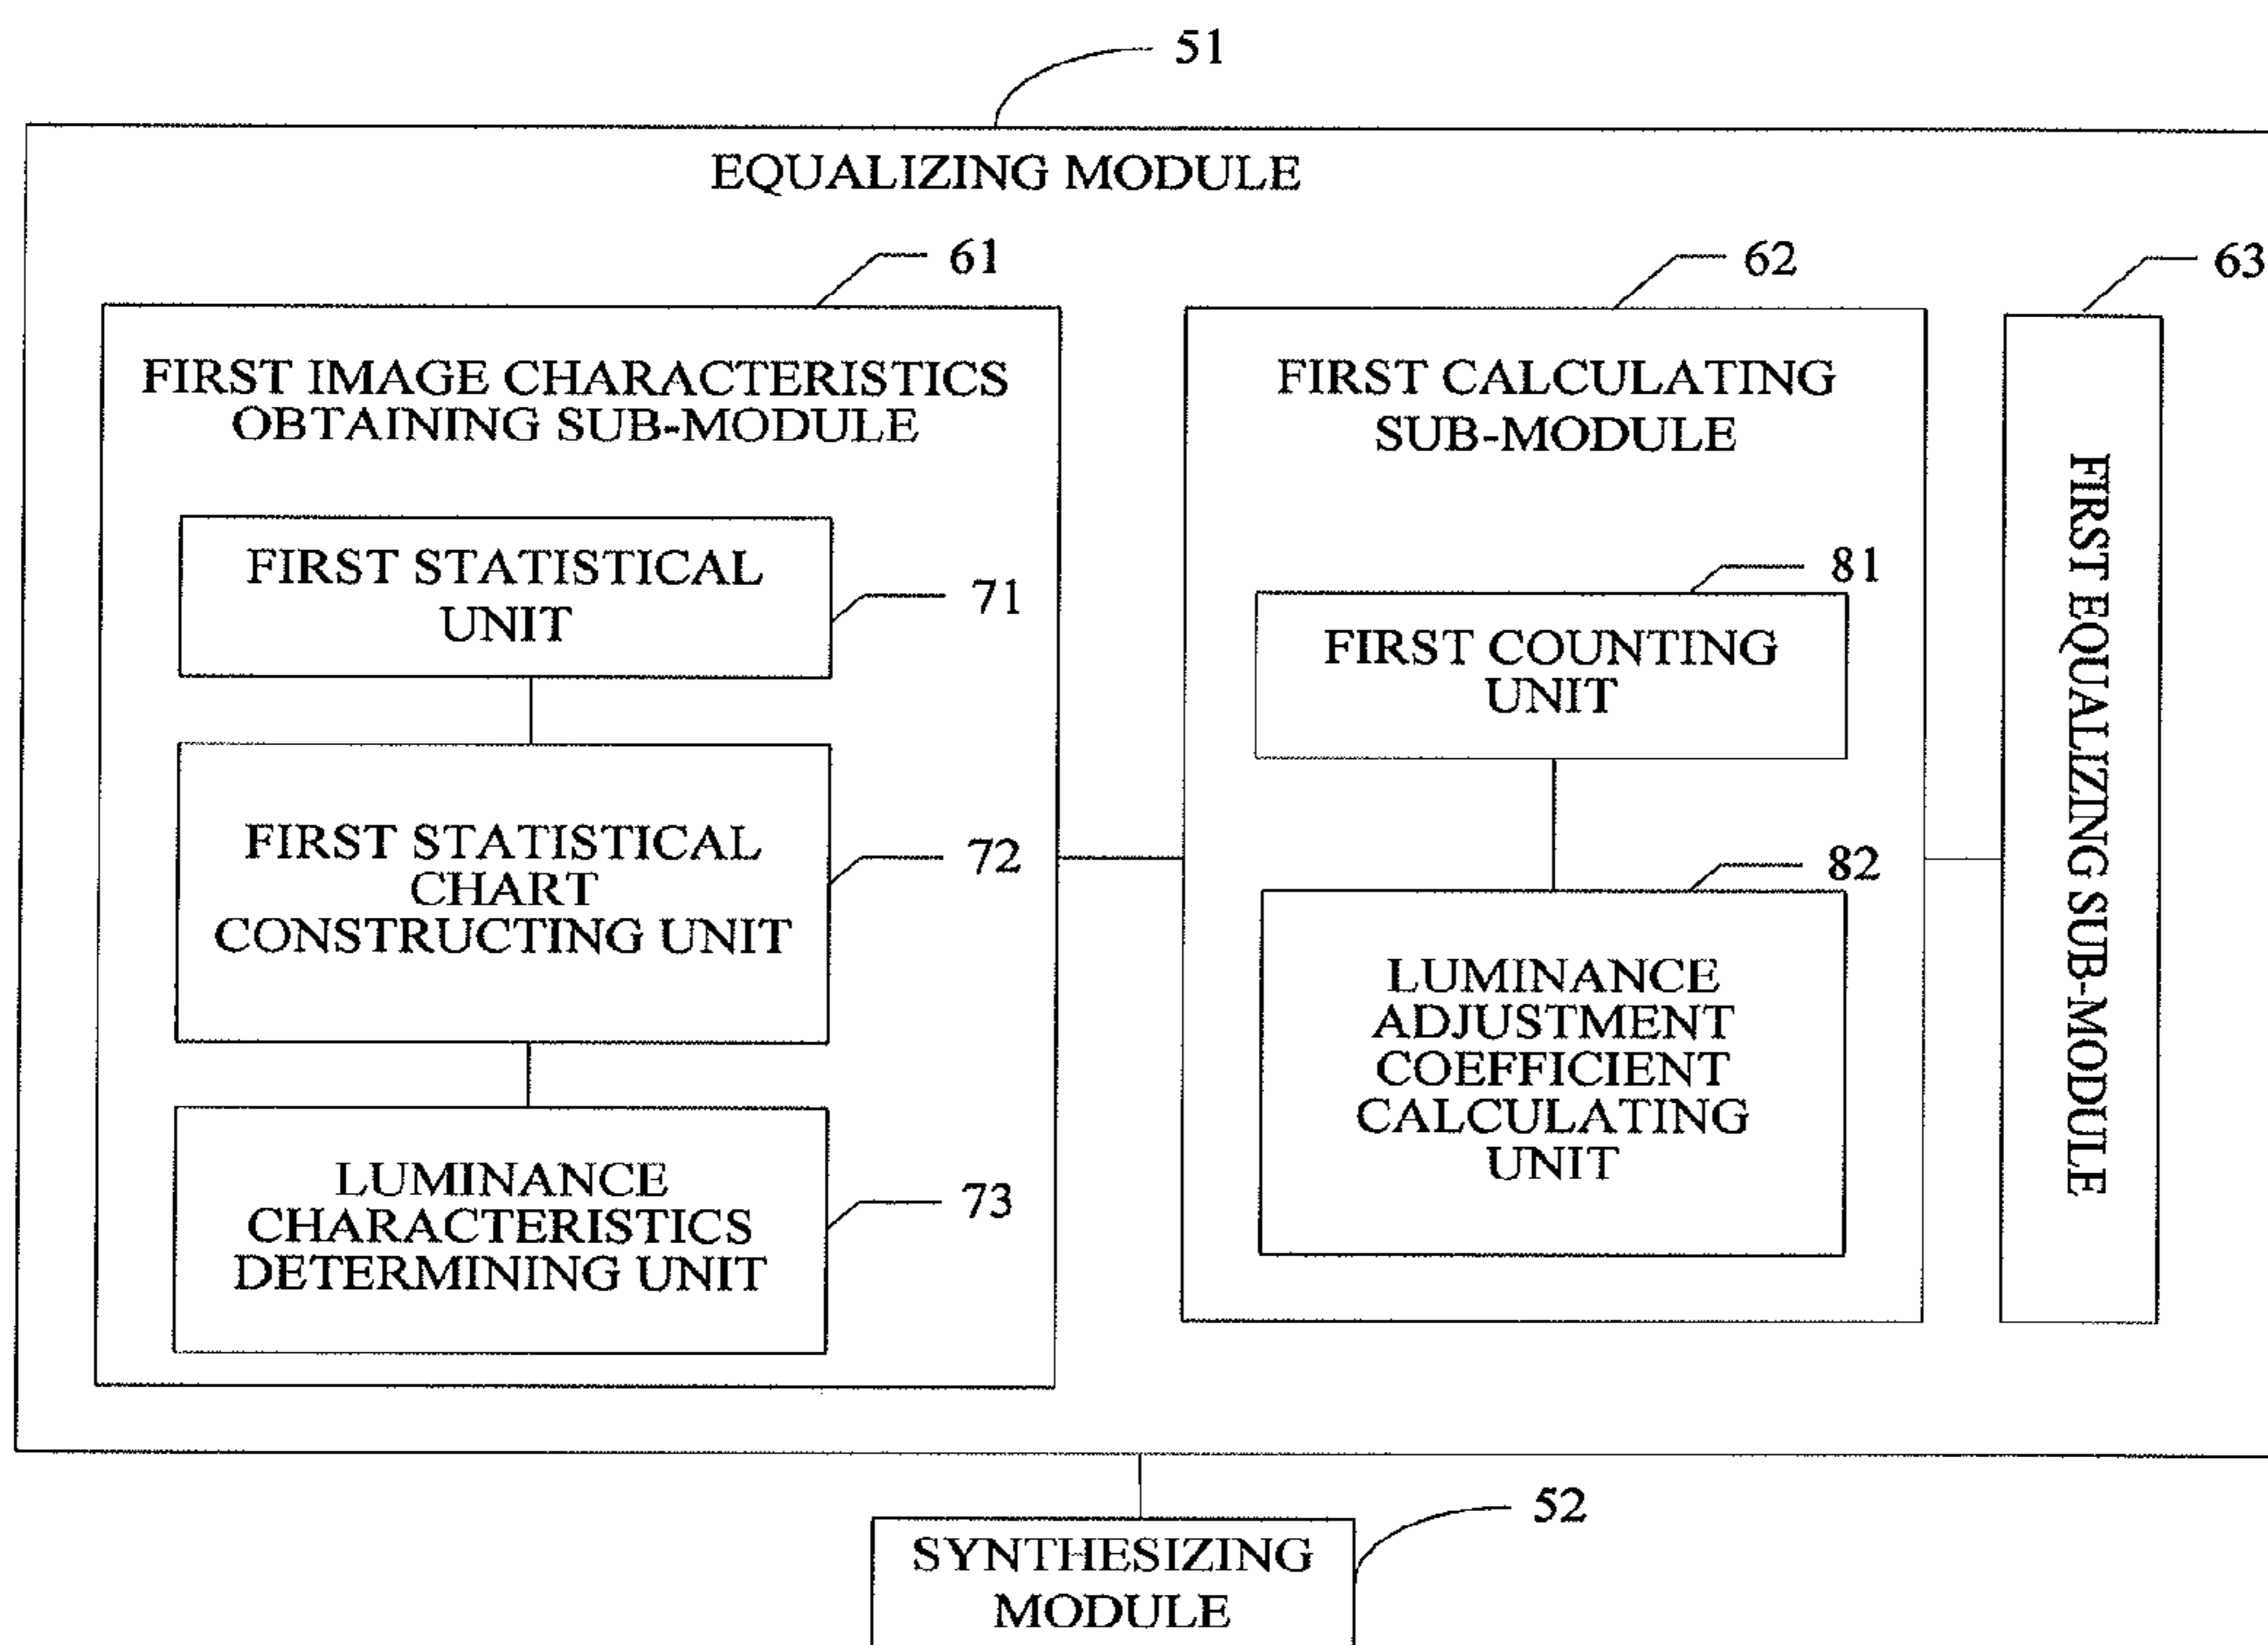 51
EQUALIZING MODULE
61
62
63
FIRST IMAGE CHARACTERISTICS
OBTAINING SUB-MODULE
FIRST STATISTICAL
UNIT
71
FIRST STATISTICAL
CHART
CONSTRUCTING UNIT
72
LUMINANCE
CHARACTERISTICS
DETERMINING UNIT
73
FIRST CALCULATING
SUB-MODULE
81
FIRST COUNTING
UNIT
82
LUMINANCE
ADJUSTMENT
COEFFICIENT
CALCULATING
UNIT
FIRST EQUALIZING SUB-MODULE
52
SYNTHESIZING
MODULE